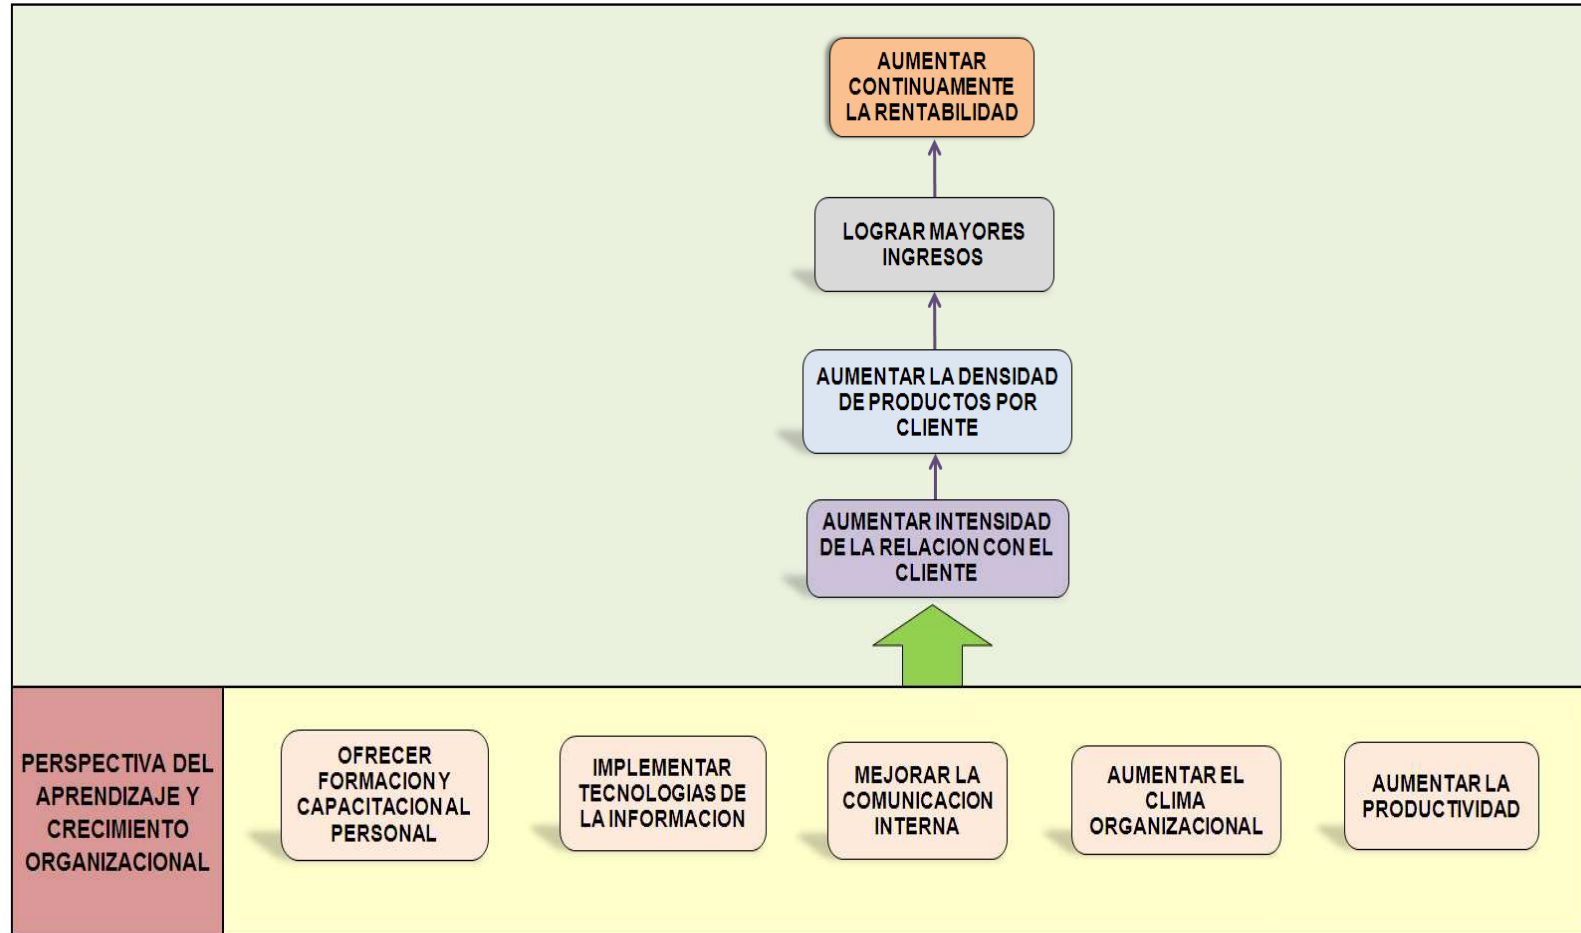 AUMENTAR
CONTINUAMENTE
LA RENTABILIDAD
LOGRAR MAYORES
INGRESOS
AUMENTAR LA DENSIDAD
DE PRODUCTOS POR
CLIENTE
AUMENTAR INTENSIDAD
DE LA RELACION CON EL
CLIENTE
PERSPECTIVA DEL
APRENDIZAJE Y
CRECIMIENTO
ORGANIZACIONAL
OFRECER
FORMACION Y
CAPACITACION AL
PERSONAL
IMPLEMENTAR
TECNOLOGIAS DE
LA INFORMACION
MEJORAR LA
COMUNICACION
INTERNA
AUMENTAR EL
CLIMA
ORGANIZACIONAL
AUMENTAR LA
PRODUCTIVIDAD